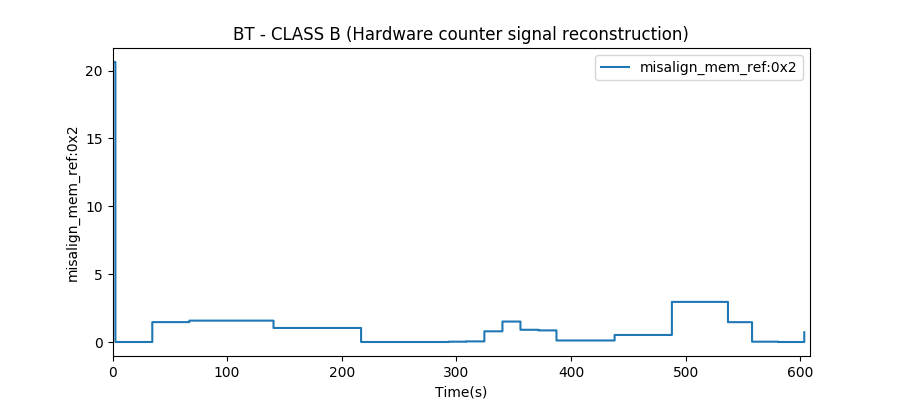 BT - CLASS B (Hardware counter signal reconstruction)
misalign_mem_ref:0x2
20
15
10
5
0
misalign_mem_ref:0x2
0 100 200 300 400 500 600
Time(s)